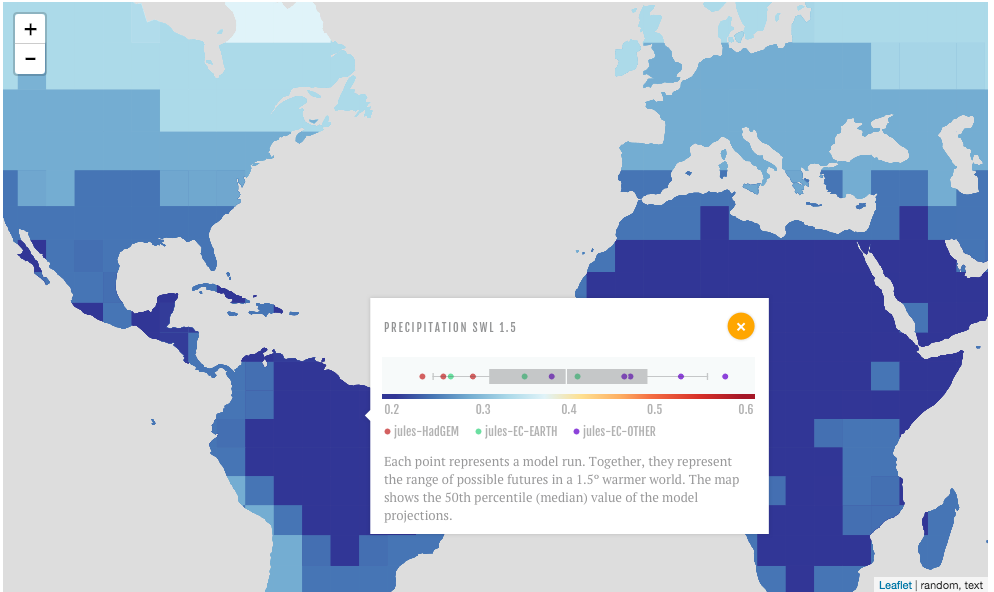 +
−
PRECIPITATION SWL 1.5
×
0.2 0.3 0.4 0.5 0.6
jules-HadGEM jules-EC-EARTH jules-EC-OTHER
Each point represents a model run. Together, they represent
the range of possible futures in a 1.5º warmer world. The map
shows the 50th percentile (median) value of the model
projections.
Leaflet | random, text